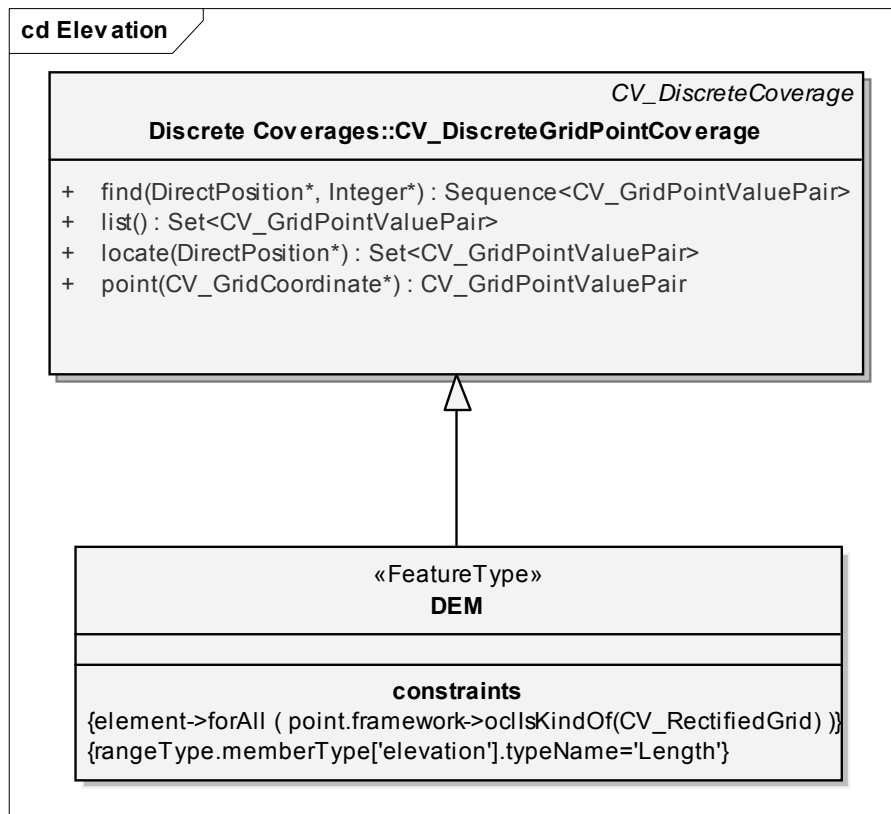 cd Elevation
CV_DiscreteCoverage
Discrete Coverages::CV_DiscreteGridPointCoverage
+ find(DirectPosition*, Integer*) : Sequence<CV_GridPointValuePair>
+ list() : Set<CV_GridPointValuePair>
+ locate(DirectPosition*) : Set<CV_GridPointValuePair>
+ point(CV_GridCoordinate*) : CV_GridPointValuePair
«FeatureType»
DEM
constraints
{element->forAll ( point.framework->oclIsKindOf(CV_RectifiedGrid) )}
{rangeType.memberType['elevation'].typeName='Length'}